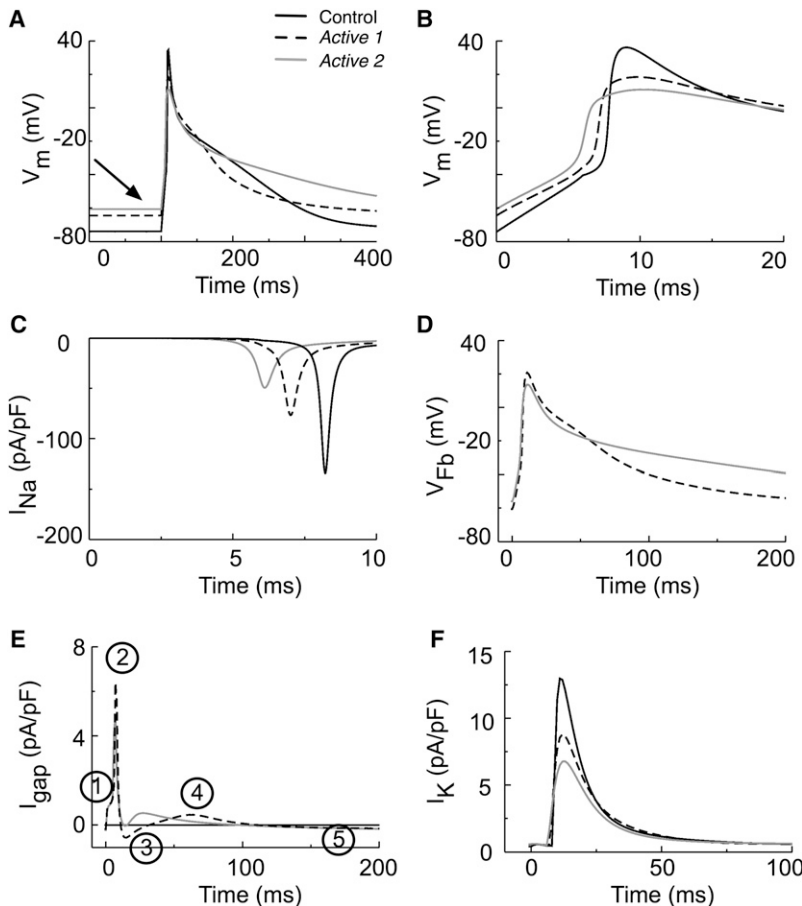 A
Control
Active 1
Active 2
40
-20
-80
V_m (mV)
200
400
Time (ms)
B
40
-20
-80
V_m (mV)
0
10
20
Time (ms)
C
0
-100
-200
I_Na (pA/pF)
0
5
10
Time (ms)
D
40
-20
-80
V_Fb (mV)
0
100
200
Time (ms)
E
8
4
0
I_gap (pA/pF)
1
2
3
4
5
0
100
200
Time (ms)
F
15
10
5
0
I_K (pA/pF)
0
50
100
Time (ms)